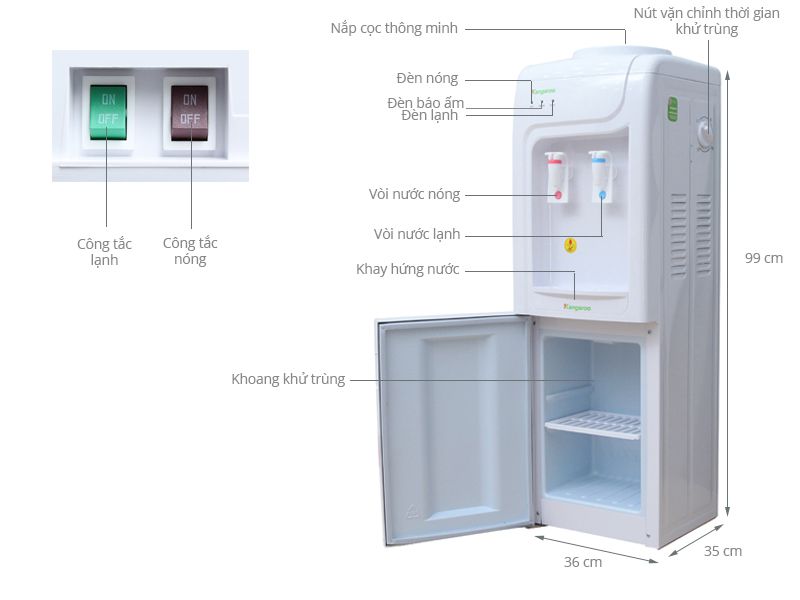 Nút vặn chỉnh thời gian
khử trùng
Nắp cọc thông minh
Đèn nóng
Đèn báo ấm
Đèn lạnh
Kangaroo
ON
OFF
ON
OFF
Vòi nước nóng
Vòi nước lạnh
Công tắc
lạnh
Công tắc
nóng
Khay hứng nước
99 cm
Kangaroo
Khoang khử trùng
36 cm
35 cm